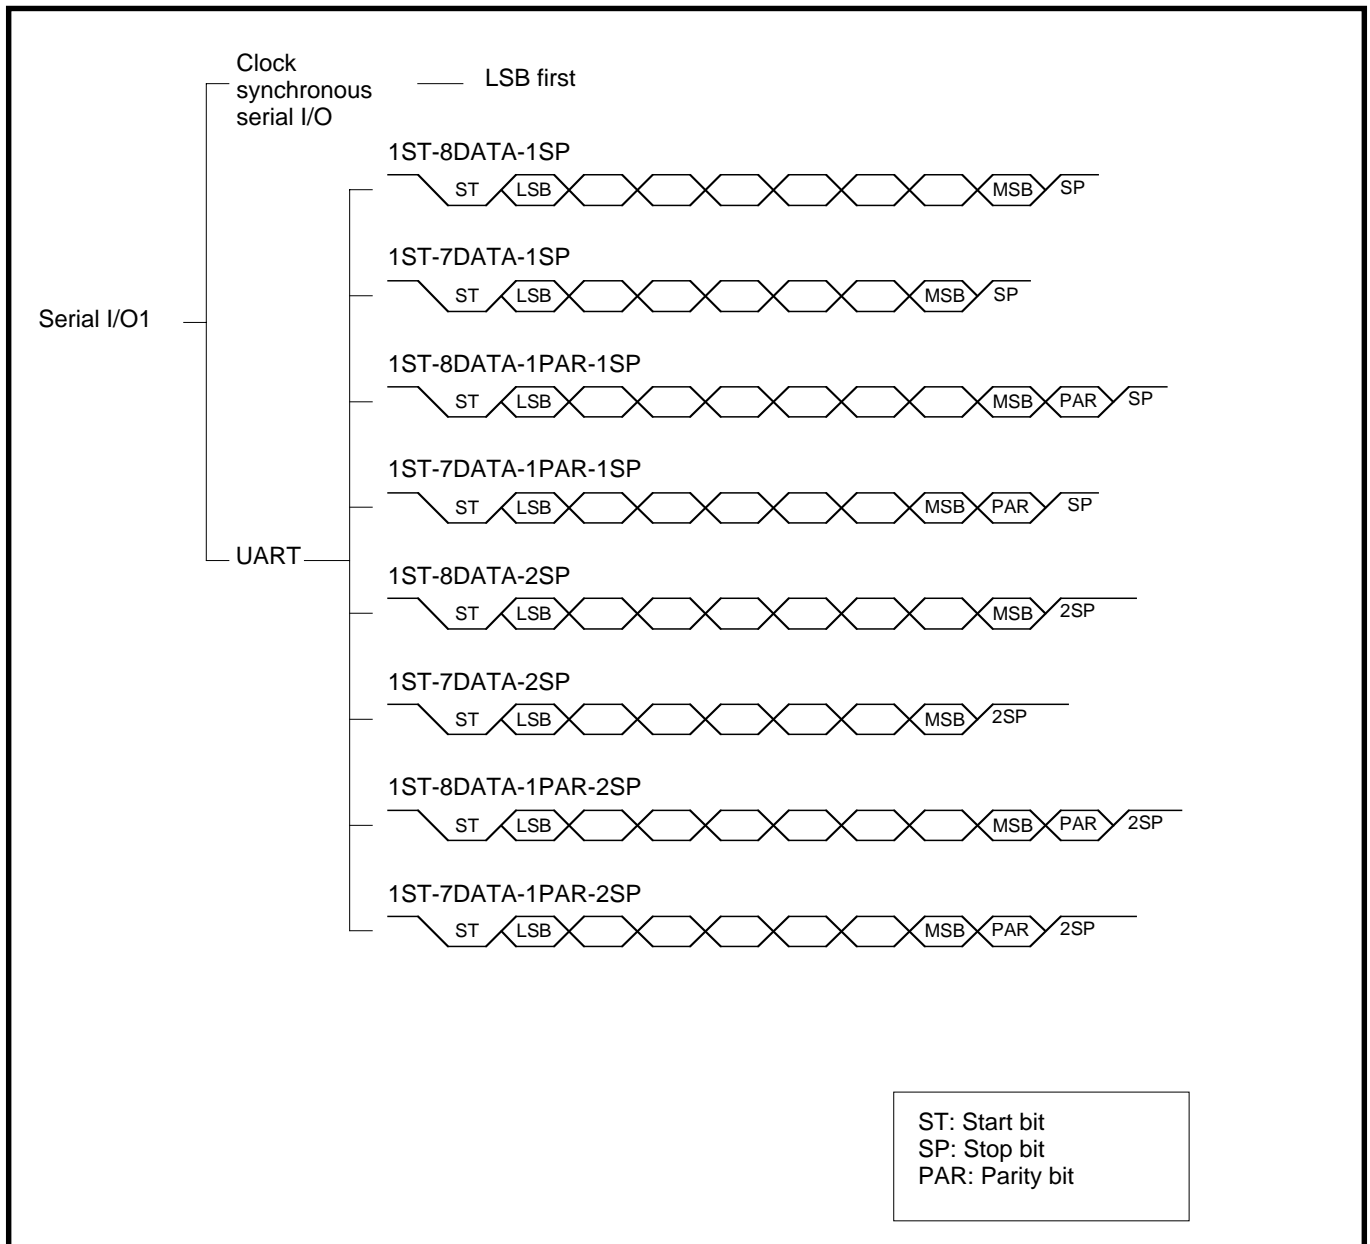 Clock
synchronous
serial I/O
LSB first
1ST-8DATA-1SP
ST LSB MSB SP
1ST-7DATA-1SP
ST LSB MSB SP
Serial I/O1
1ST-8DATA-1PAR-1SP
ST LSB MSB PAR SP
1ST-7DATA-1PAR-1SP
ST LSB MSB PAR SP
UART
1ST-8DATA-2SP
ST LSB MSB 2SP
1ST-7DATA-2SP
ST LSB MSB 2SP
1ST-8DATA-1PAR-2SP
ST LSB MSB PAR 2SP
1ST-7DATA-1PAR-2SP
ST LSB MSB PAR 2SP
ST: Start bit
SP: Stop bit
PAR: Parity bit